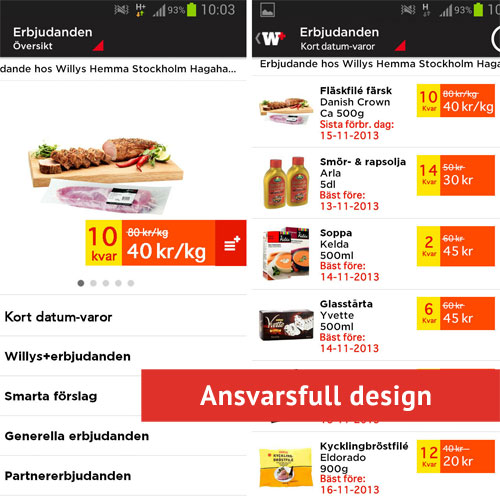 H+ 93% 10:03
Erbjudanden
Översikt
dande hos Willys Hemma Stockholm Hagaha...
10
kvar
80 kr/kg
40 kr/kg
Kort datum-varor
Willys+erbjudanden
Smarta förslag
Generella erbjudanden
Partnererbjudanden
H+ 93% 10:0
W+
Erbjudanden
Kort datum-varor
Erbjudande hos Willys Hemma Stockholm Haga
Fläskfilé färsk
Danish Crown
Ca 500g
Sista förbr. dag:
15-11-2013
10
Kvar
80 kr/kg
40 kr/kg
Smör- & rapsolja
Arla
5dl
Bäst före:
13-11-2013
14
Kvar
50 kr
30 kr
Soppa
Kelda
500ml
Bäst före:
14-11-2013
2
Kvar
60 kr
45 kr
Glasstårta
Yvette
500ml
Bäst före:
14-11-2013
6
Kvar
60 kr
45 kr
Yvette
Ansvarsfull design
Kycklingbröstfilé
Eldorado
900g
Bäst före:
16-11-2013
12
Kvar
40 kr
20 kr
KYCKLING
BRÖSTFILÉ